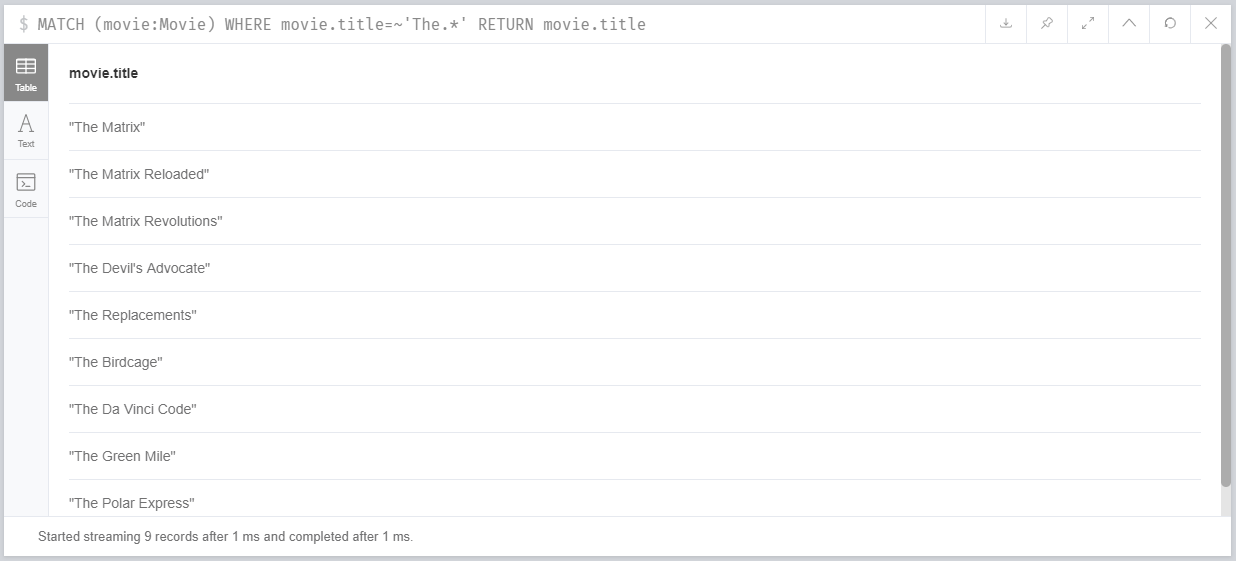 $ MATCH (movie:Movie) WHERE movie.title=~'The.*' RETURN movie.title
Table
Text
Code
movie.title
"The Matrix"
"The Matrix Reloaded"
"The Matrix Revolutions"
"The Devil's Advocate"
"The Replacements"
"The Birdcage"
"The Da Vinci Code"
"The Green Mile"
"The Polar Express"
Started streaming 9 records after 1 ms and completed after 1 ms.